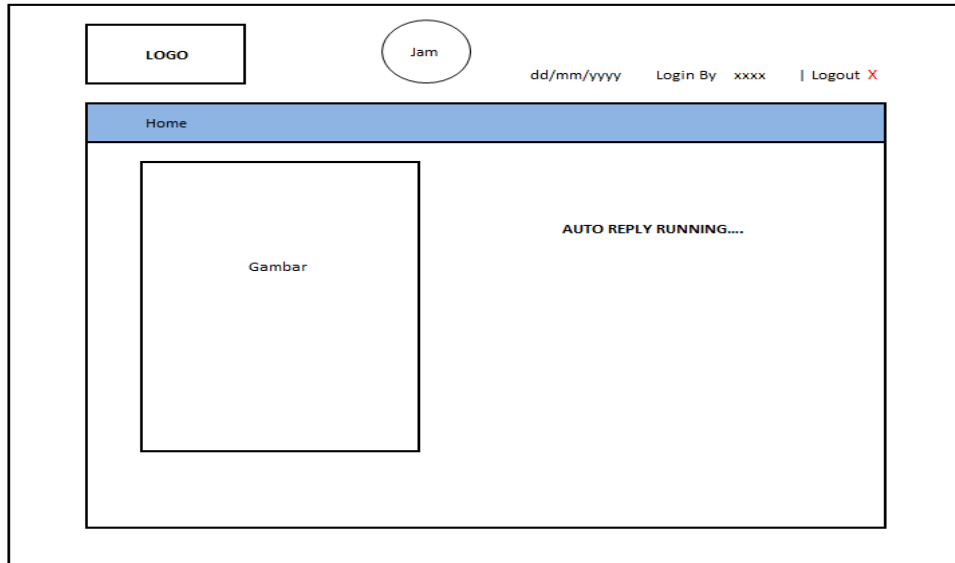 LOGO
Jam
dd/mm/yyyy Login By xxxx | Logout X
Home
Gambar
AUTO REPLY RUNNING....